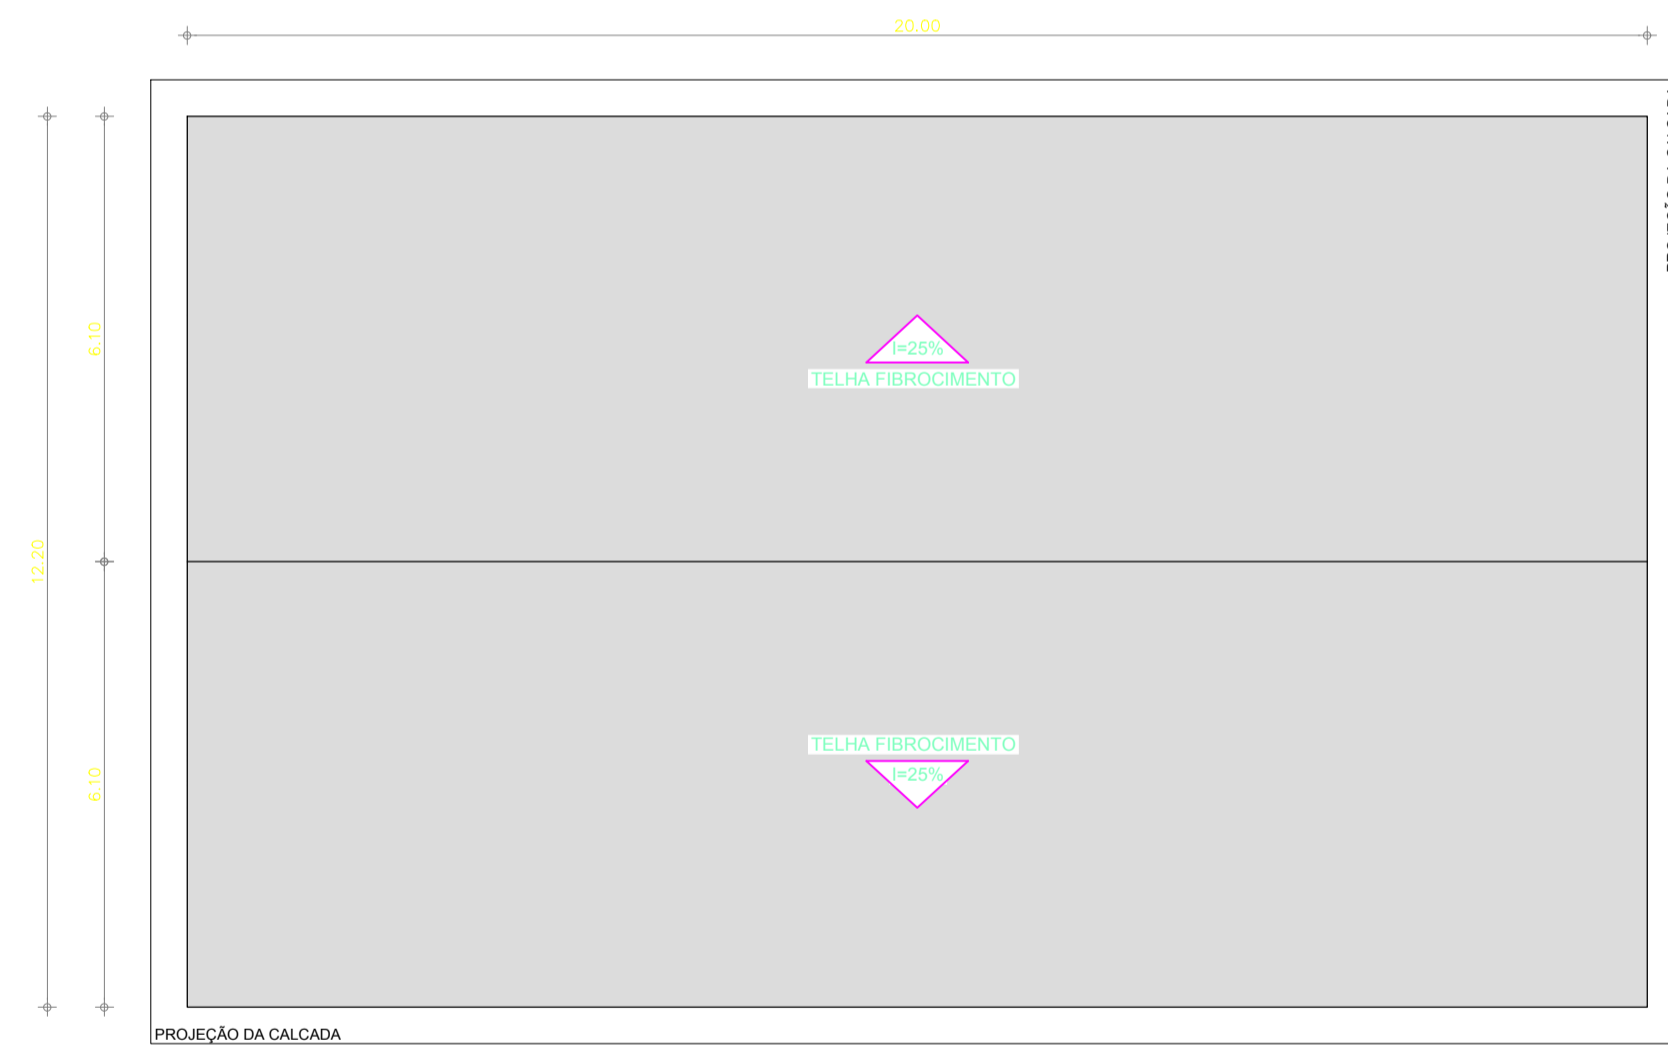 20.00
6.10
I=25%
TELHA FIBROCIMENTO
12.20
TELHA FIBROCIMENTO
I=25%
6.10
PROJEÇÃO DA CALCADA